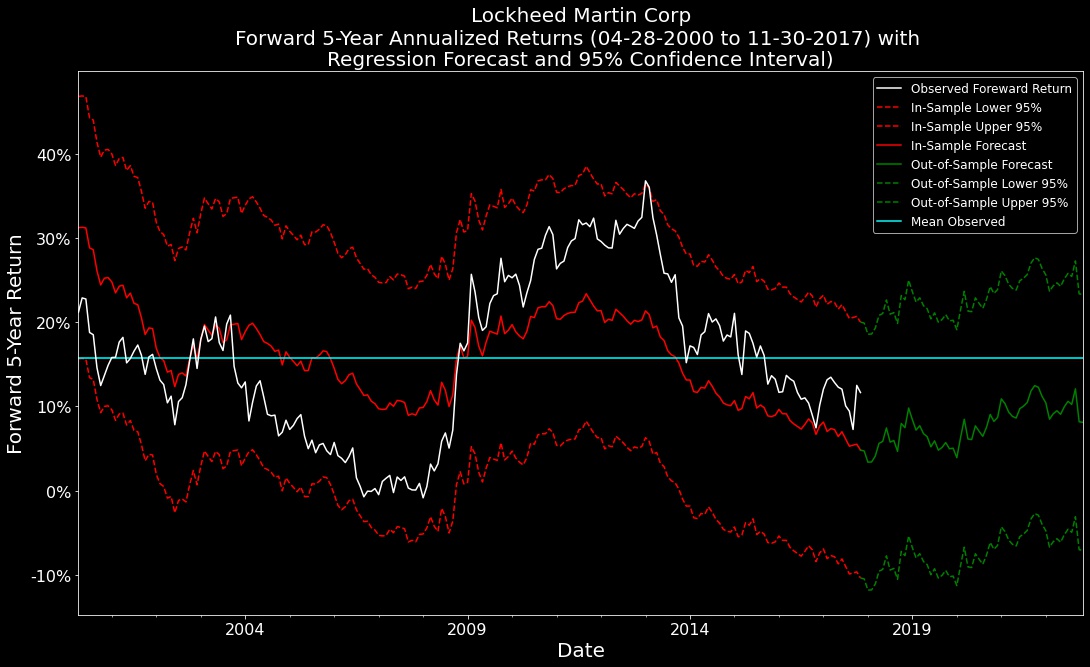 Lockheed Martin Corp
Forward 5-Year Annualized Returns (04-28-2000 to 11-30-2017) with
Regression Forecast and 95% Confidence Interval)
Observed Foreward Return
In-Sample Lower 95%
In-Sample Upper 95%
In-Sample Forecast
Out-of-Sample Forecast
Out-of-Sample Lower 95%
Out-of-Sample Upper 95%
Mean Observed
Forward 5-Year Return
40%
30%
20%
10%
0%
-10%
2004
2009
2014
2019
Date